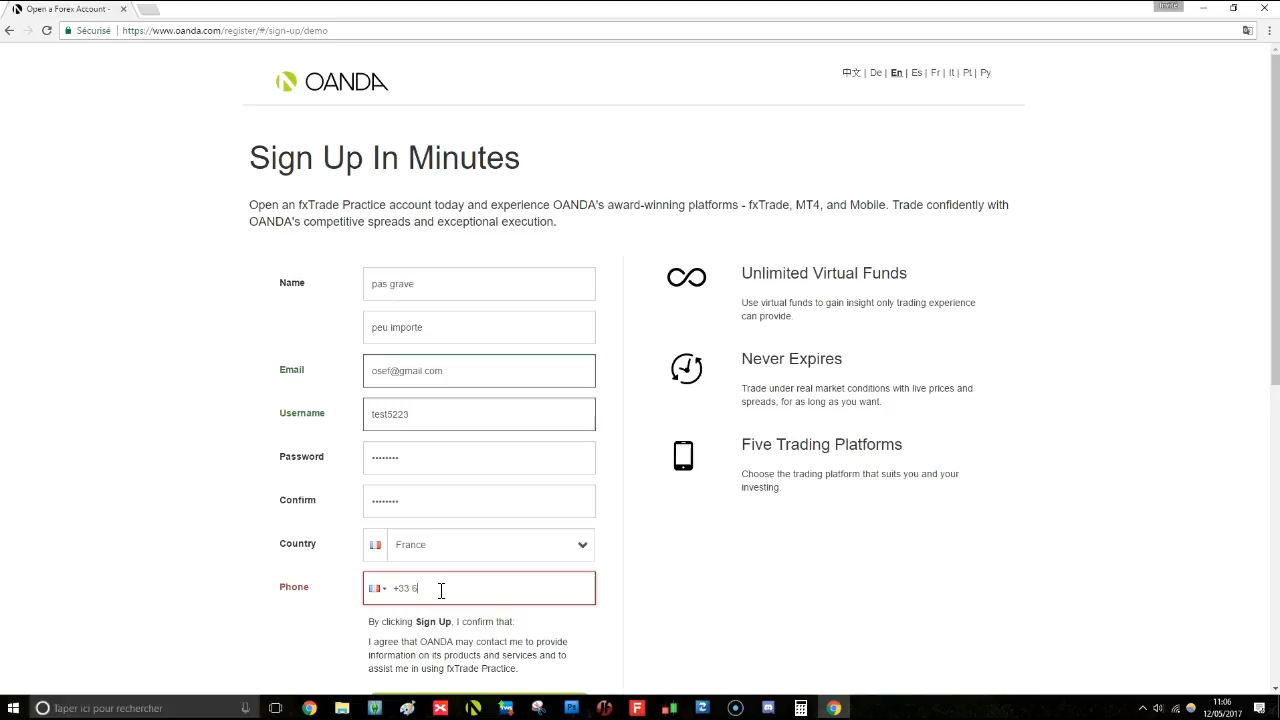 Open a Forex Account -
Invité
Sécurisé
https://www.oanda.com/register/#/sign-up/demo
OANDA
中文 | De | En | Es | Fr | It | Pt | Ру
Sign Up In Minutes
Open an fxTrade Practice account today and experience OANDA's award-winning platforms - fxTrade, MT4, and Mobile. Trade confidently with
OANDA's competitive spreads and exceptional execution.
Name
pas grave
peu importe
Email
osef@gmail.com
Username
test5223
Password
••••••••
Confirm
••••••••
Country
France
Phone
+33 6
By clicking Sign Up, I confirm that:
I agree that OANDA may contact me to provide
information on its products and services and to
assist me in using fxTrade Practice.
Unlimited Virtual Funds
Use virtual funds to gain insight only trading experience
can provide.
Never Expires
Trade under real market conditions with live prices and
spreads, for as long as you want.
Five Trading Platforms
Choose the trading platform that suits you and your
investing.
Taper ici pour rechercher
11:06
12/05/2017